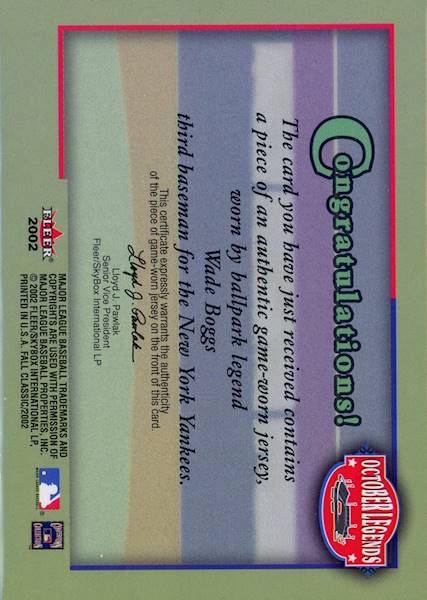 Congratulations!
OCTOBER LEGENDS
The card you have just received contains
a piece of an authentic game-worn jersey,
worn by ballpark legend
Wade Boggs
third baseman for the New York Yankees.
This certificate expressly warrants the authenticity
of the piece of game-worn jersey on the front of this card.
Lloyd J. Pawlak
Lloyd J. Pawlak
Senior Vice President
Fleer/SkyBox International LP
FLEER
2002
MAJOR LEAGUE BASEBALL TRADEMARKS AND
COPYRIGHTS ARE USED WITH PERMISSION OF
MAJOR LEAGUE BASEBALL PROPERTIES, INC.
© 2002 FLEER/SKYBOX INTERNATIONAL LP,
PRINTED IN U.S.A. FALL CLASSIC/2002